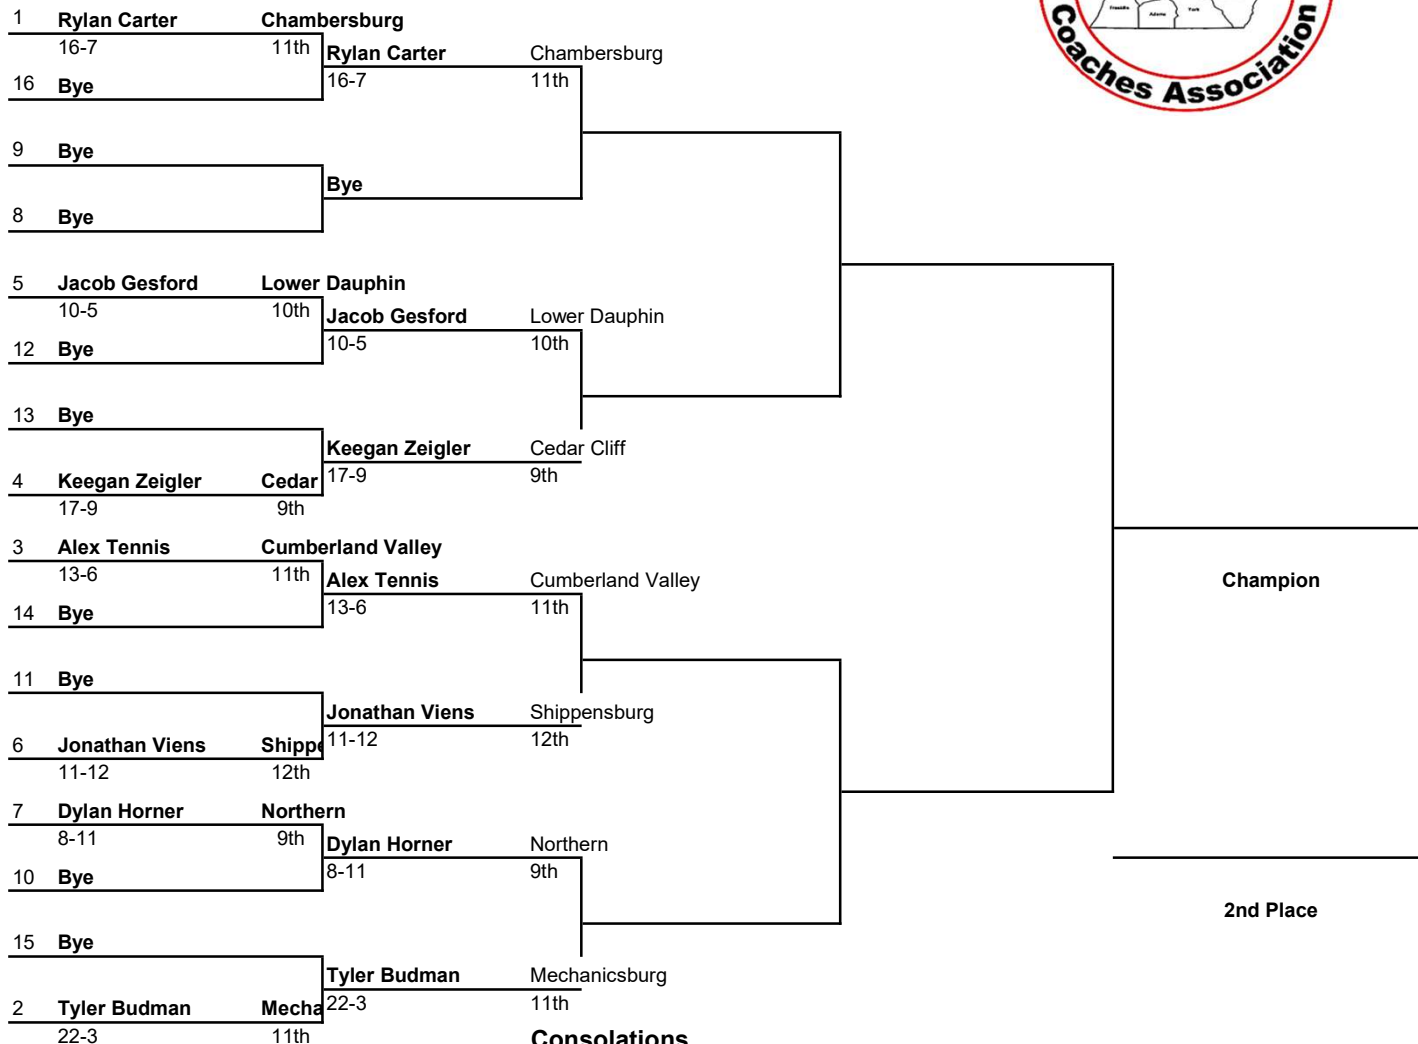 1 Rylan Carter Chambersburg
16-7 11th Rylan Carter Chambersburg
16 Bye 16-7 11th
9 Bye
Bye
8 Bye
5 Jacob Gesford Lower Dauphin
10-5 10th Jacob Gesford Lower Dauphin
12 Bye 10-5 10th
13 Bye
Keegan Zeigler Cedar Cliff
4 Keegan Zeigler Cedar 17-9 9th
17-9 9th
3 Alex Tennis Cumberland Valley
13-6 11th Alex Tennis Cumberland Valley
14 Bye 13-6 11th
11 Bye
Jonathan Viens Shippensburg
6 Jonathan Viens Shippe 11-12 12th
11-12 12th
7 Dylan Horner Northern
8-11 9th Dylan Horner Northern
10 Bye 8-11 9th
15 Bye
Tyler Budman Mechanicsburg
2 Tyler Budman Mecha 22-3 11th
22-3 11th
Consolations
Champion
2nd Place
Franklin Adams York
Coaches Association